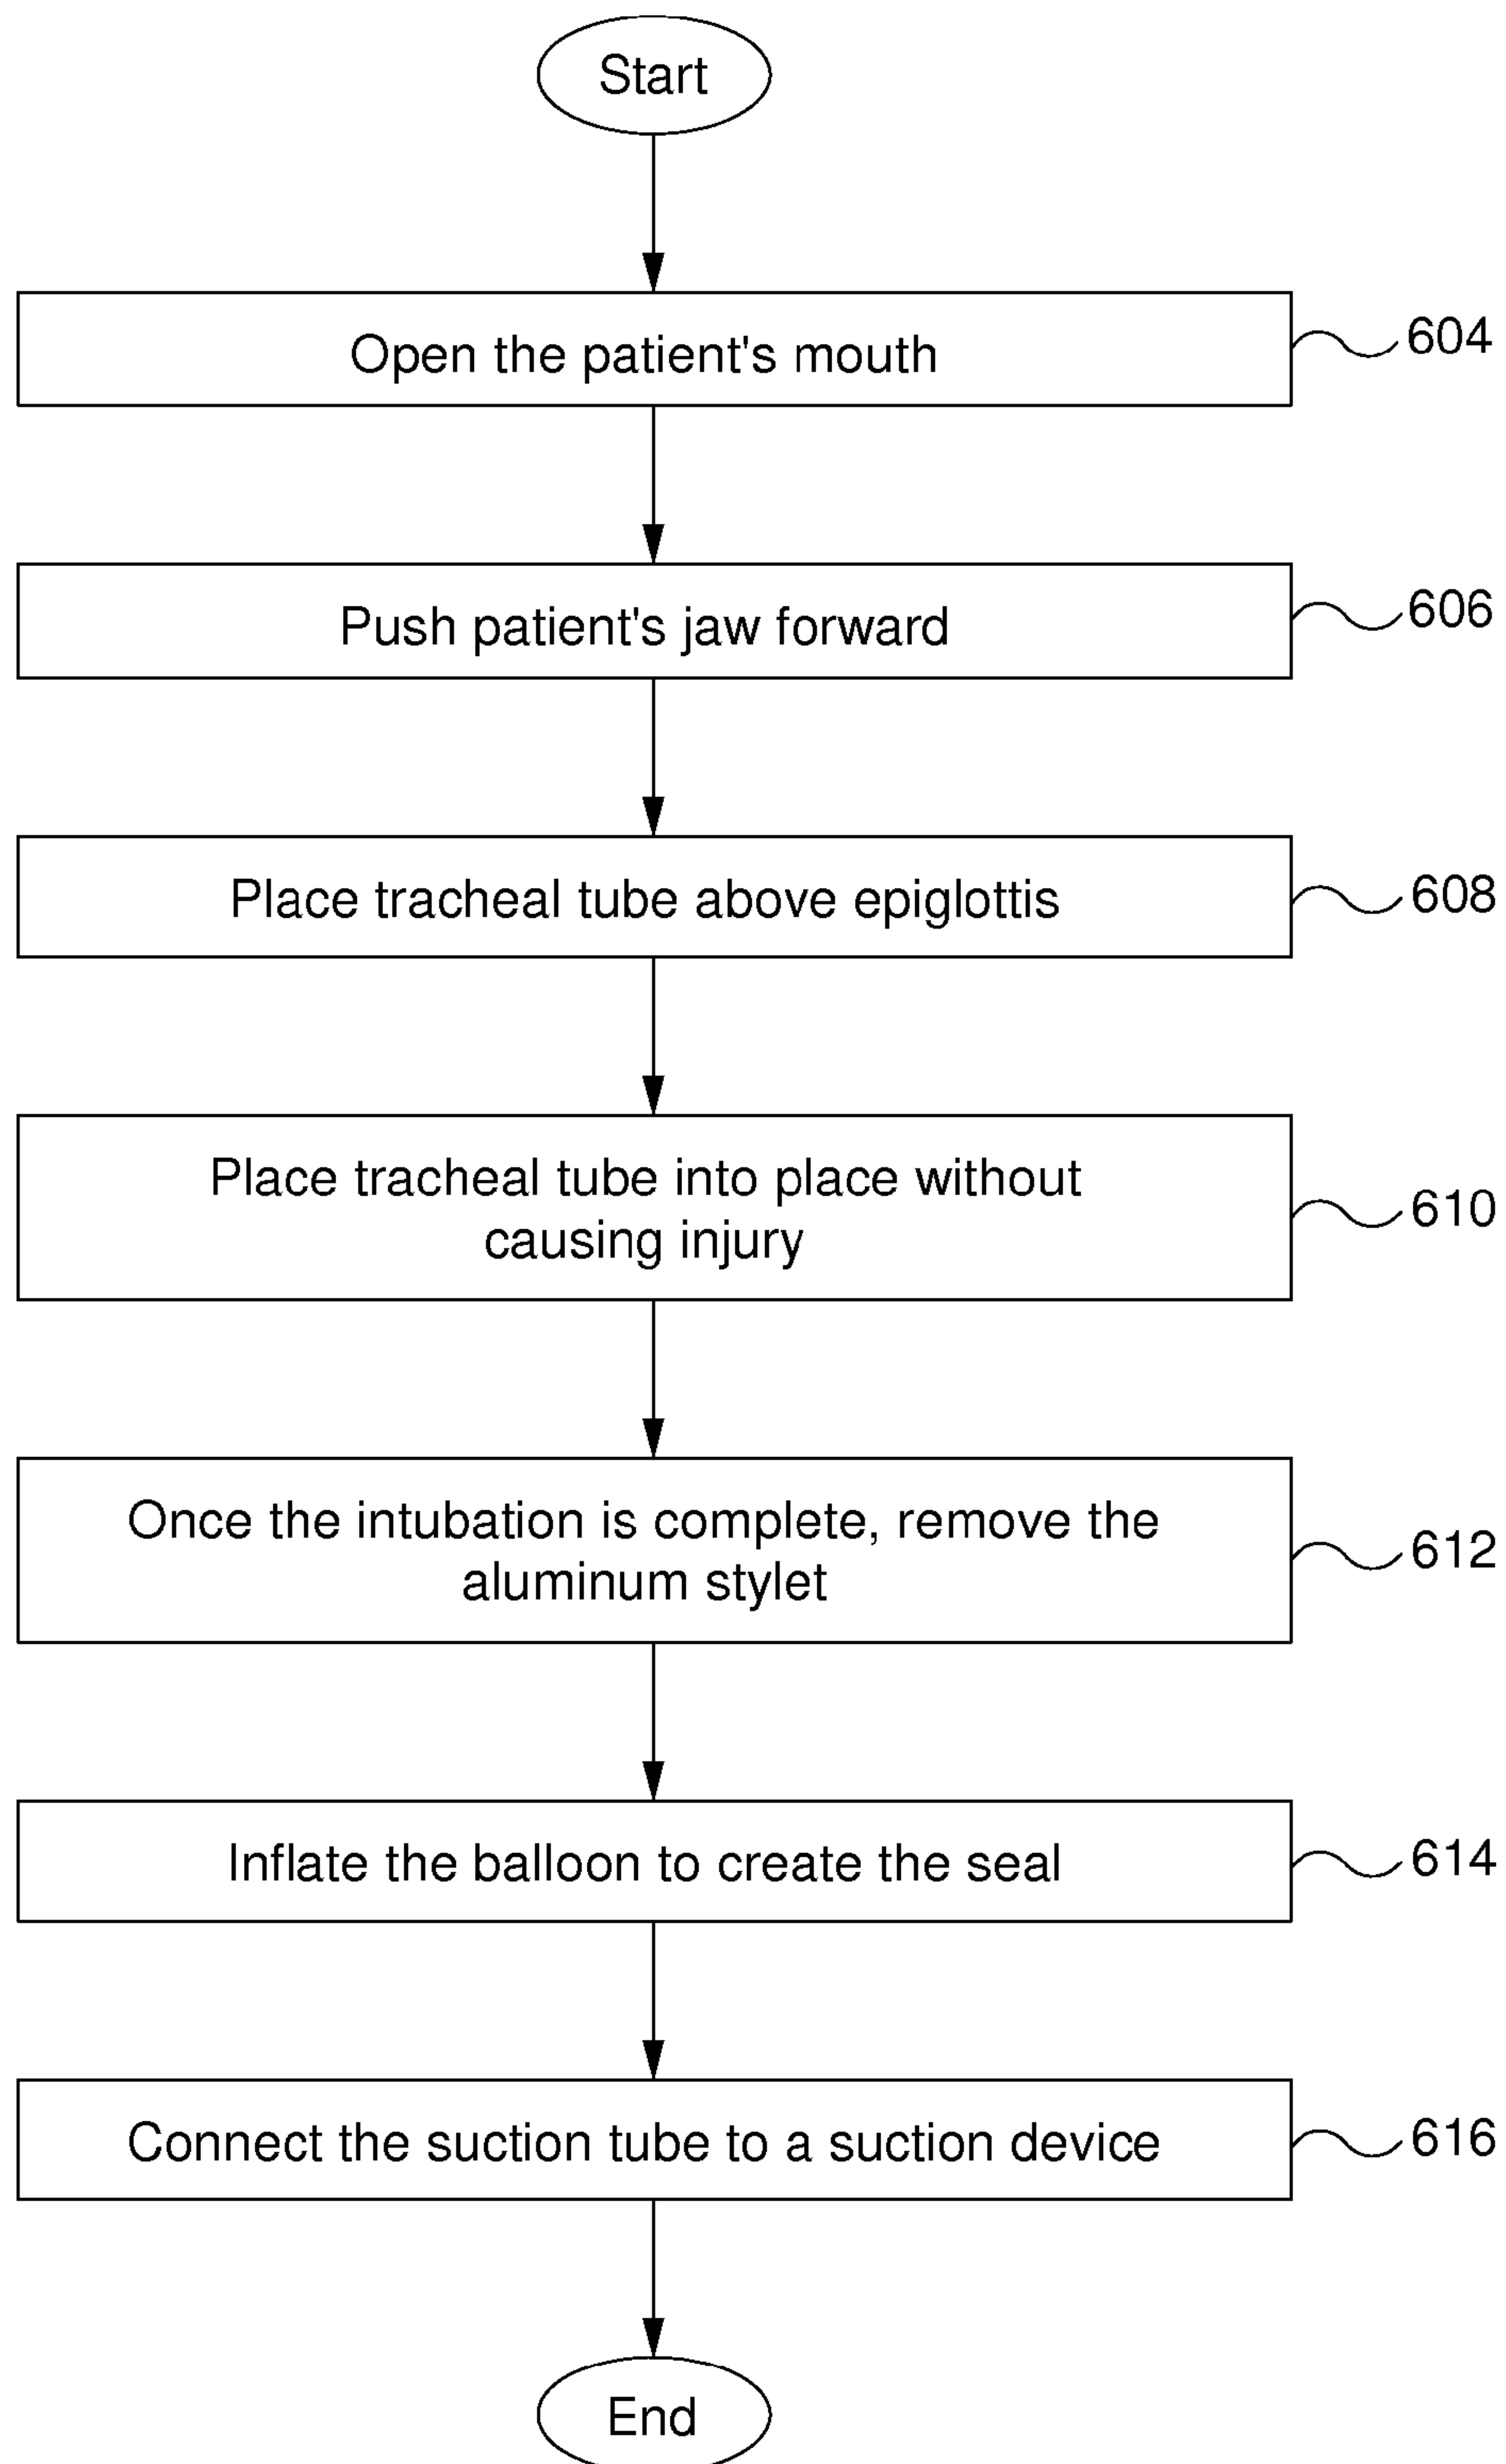 Start
Open the patient's mouth
604
Push patient's jaw forward
606
Place tracheal tube above epiglottis
608
Place tracheal tube into place without
causing injury
610
Once the intubation is complete, remove the
aluminum stylet
612
Inflate the balloon to create the seal
614
Connect the suction tube to a suction device
616
End